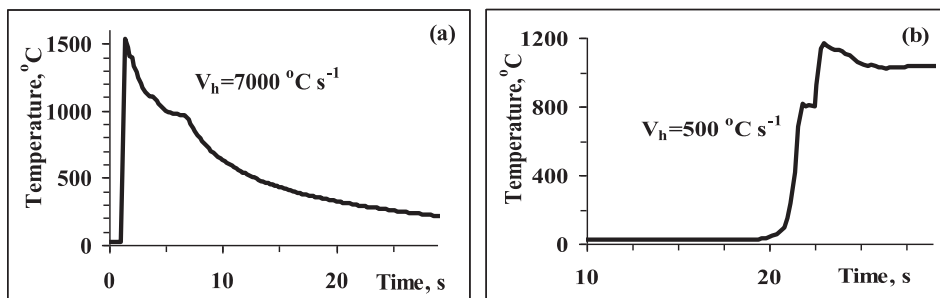 (a)
Temperature, °C
1500
1000
500
0
V_h=7000 °C s⁻¹
0
10
20
Time, s
(b)
Temperature, °C
1200
800
400
0
V_h=500 °C s⁻¹
10
20
Time, s